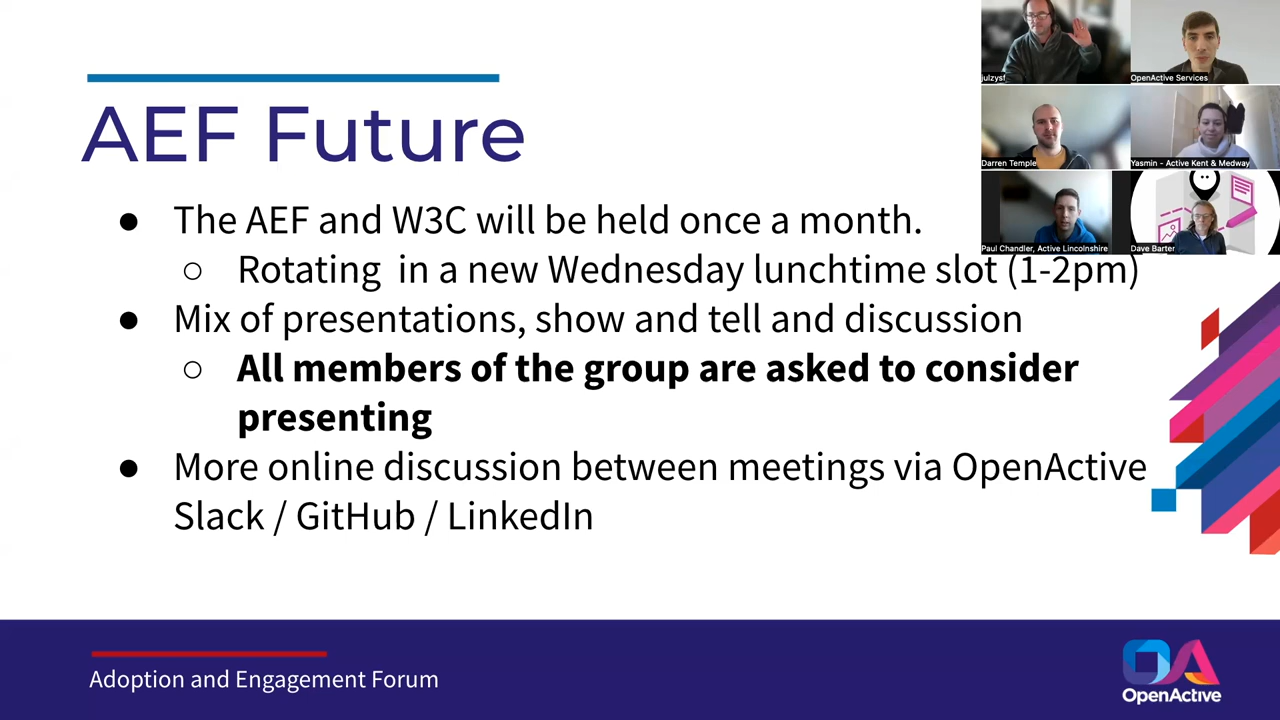 AEF Future
● The AEF and W3C will be held once a month.
○ Rotating in a new Wednesday lunchtime slot (1-2pm)
● Mix of presentations, show and tell and discussion
○ All members of the group are asked to consider
presenting
● More online discussion between meetings via OpenActive
Slack / GitHub / LinkedIn
julzysf
OpenActive Services
Darren Temple
Yasmin - Active Kent & Medway
Paul Chandler, Active Lincolnshire
Dave Barter
Adoption and Engagement Forum
OpenActive